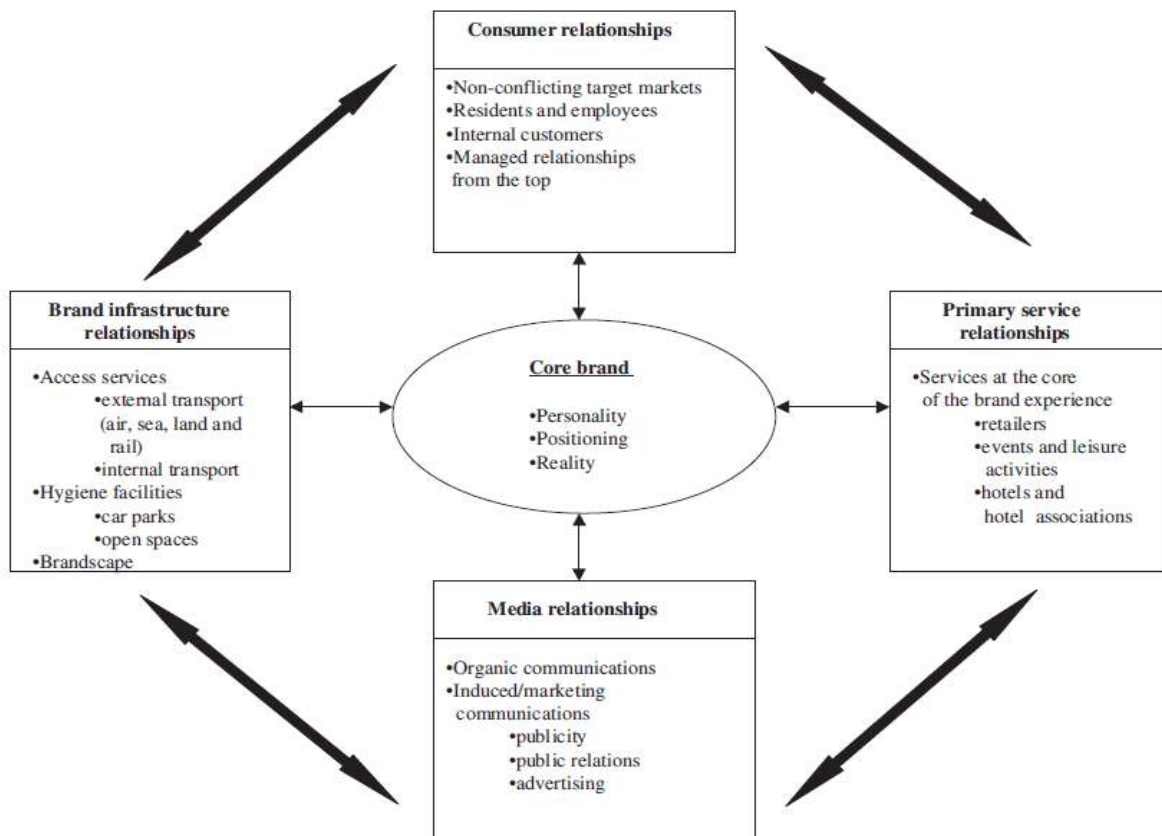 Consumer relationships
•Non-conflicting target markets
•Residents and employees
•Internal customers
•Managed relationships
from the top
Brand infrastructure
relationships
•Access services
•external transport
(air, sea, land and
rail)
•internal transport
•Hygiene facilities
•car parks
•open spaces
•Brandscape
Core brand
•Personality
•Positioning
•Reality
Primary service
relationships
•Services at the core
of the brand experience
•retailers
•events and leisure
activities
•hotels and
hotel associations
Media relationships
•Organic communications
•Induced/marketing
communications
•publicity
•public relations
•advertising